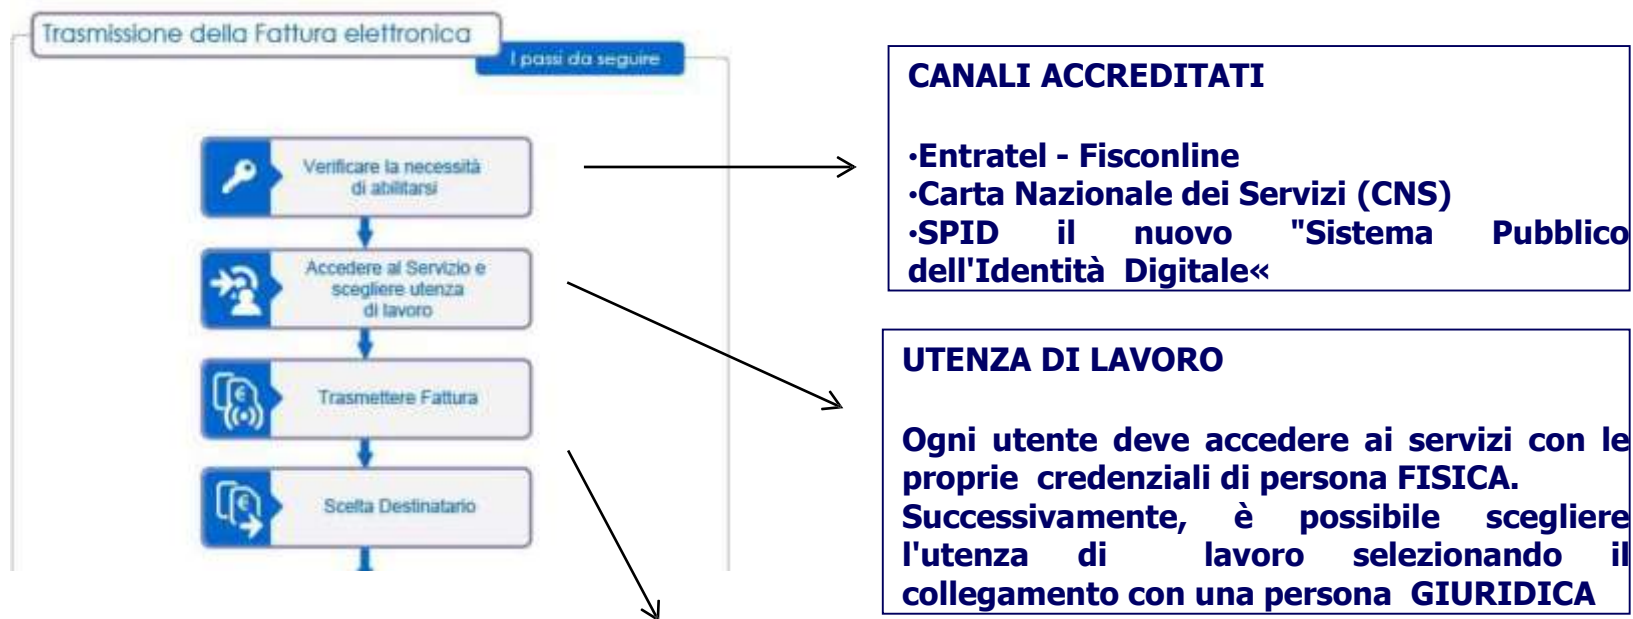 Trasmissione della Fattura elettronica
I passi da seguire
Verificare la necessità
di abilitarsi
Accedere al Servizio e
scegliere utenza
di lavoro
Trasmettere Fattura
Scelta Destinatario
CANALI ACCREDITATI
•Entratel - Fisconline
•Carta Nazionale dei Servizi (CNS)
•SPID il nuovo "Sistema Pubblico
dell'Identità Digitale«
UTENZA DI LAVORO
Ogni utente deve accedere ai servizi con le
proprie credenziali di persona FISICA.
Successivamente, è possibile scegliere
l'utenza di lavoro selezionando il
collegamento con una persona GIURIDICA